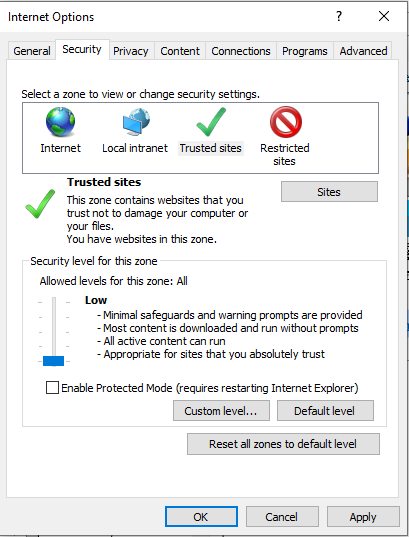 Internet Options
General Security Privacy Content Connections Programs Advanced
Select a zone to view or change security settings.
Internet Local intranet Trusted sites Restricted
sites
Trusted sites
Sites
This zone contains websites that you
trust not to damage your computer or
your files.
You have websites in this zone.
Security level for this zone
Allowed levels for this zone: All
Low
- Minimal safeguards and warning prompts are provided
- Most content is downloaded and run without prompts
- All active content can run
- Appropriate for sites that you absolutely trust
Enable Protected Mode (requires restarting Internet Explorer)
Custom level... Default level
Reset all zones to default level
OK Cancel Apply